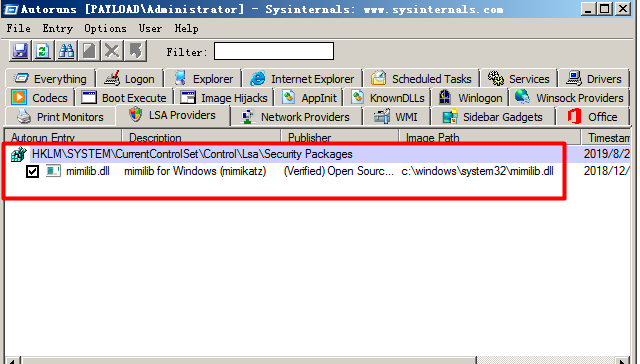 Autoruns [PAYLOAD\Administrator] - Sysinternals: www.sysinternals.com
File Entry Options User Help
Filter:
Everything Logon Explorer Internet Explorer Scheduled Tasks Services Drivers
Codecs Boot Execute Image Hijacks AppInit KnownDLLs Winlogon Winsock Providers
Print Monitors LSA Providers Network Providers WMI Sidebar Gadgets Office
Autorun Entry Description Publisher Image Path Timestam
HKLM\SYSTEM\CurrentControlSet\Control\Lsa\Security Packages 2019/8/2
mimilib.dll mimilib for Windows (mimikatz) (Verified) Open Sourc... c:\windows\system32\mimilib.dll 2018/12/